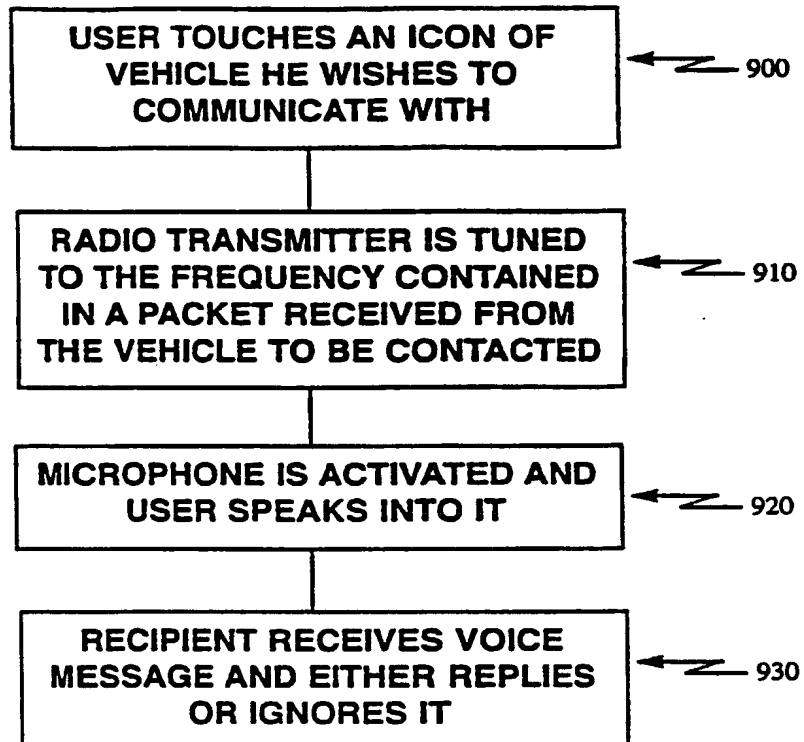 USER TOUCHES AN ICON OF
VEHICLE HE WISHES TO
COMMUNICATE WITH
900
RADIO TRANSMITTER IS TUNED
TO THE FREQUENCY CONTAINED
IN A PACKET RECEIVED FROM
THE VEHICLE TO BE CONTACTED
910
MICROPHONE IS ACTIVATED AND
USER SPEAKS INTO IT
920
RECIPIENT RECEIVES VOICE
MESSAGE AND EITHER REPLIES
OR IGNORES IT
930